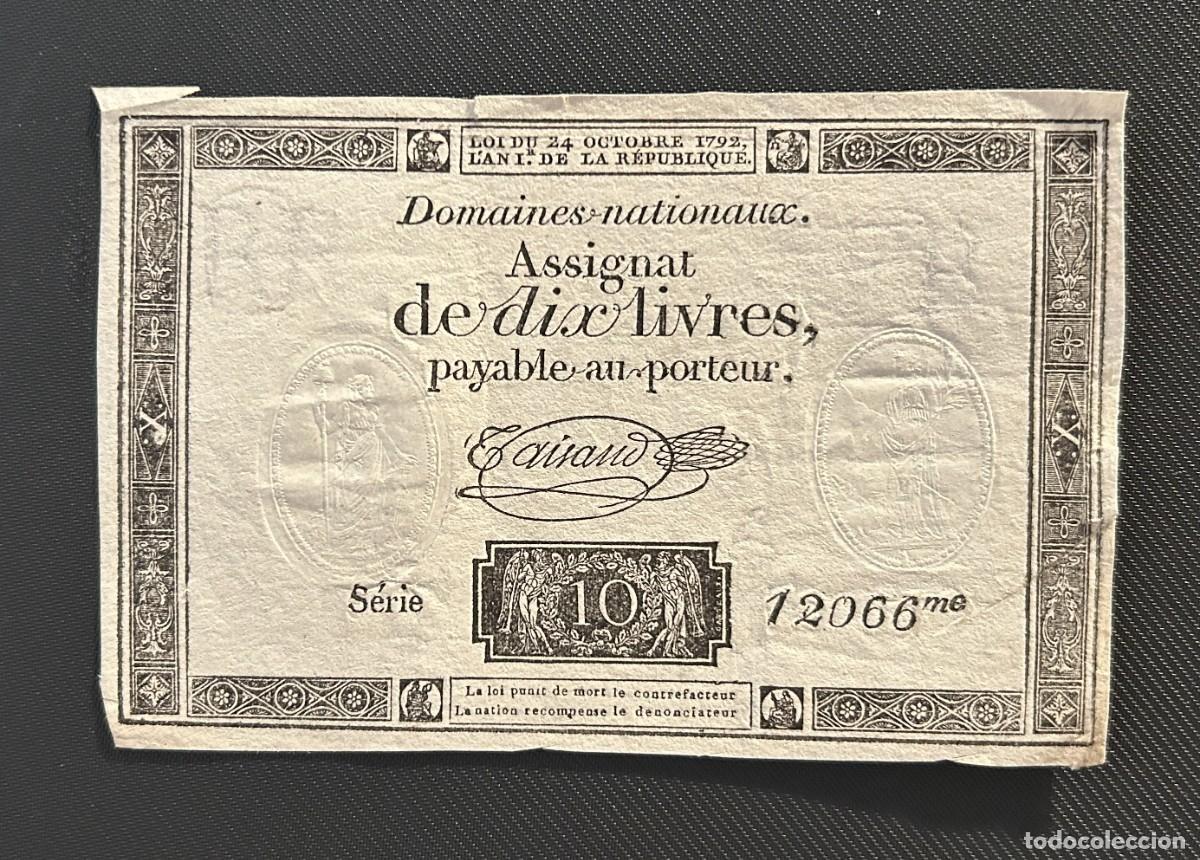 LOI DU 24 OCTOBRE 1792,
L'AN I.er DE LA RÉPUBLIQUE.
Domaines nationaux.
Assignat
de dix livres,
payable au porteur.
Taisaud
X
X
10
Série
12066me
La loi punit de mort le contrefacteur
La nation recompense le denonciateur
todocoleccion